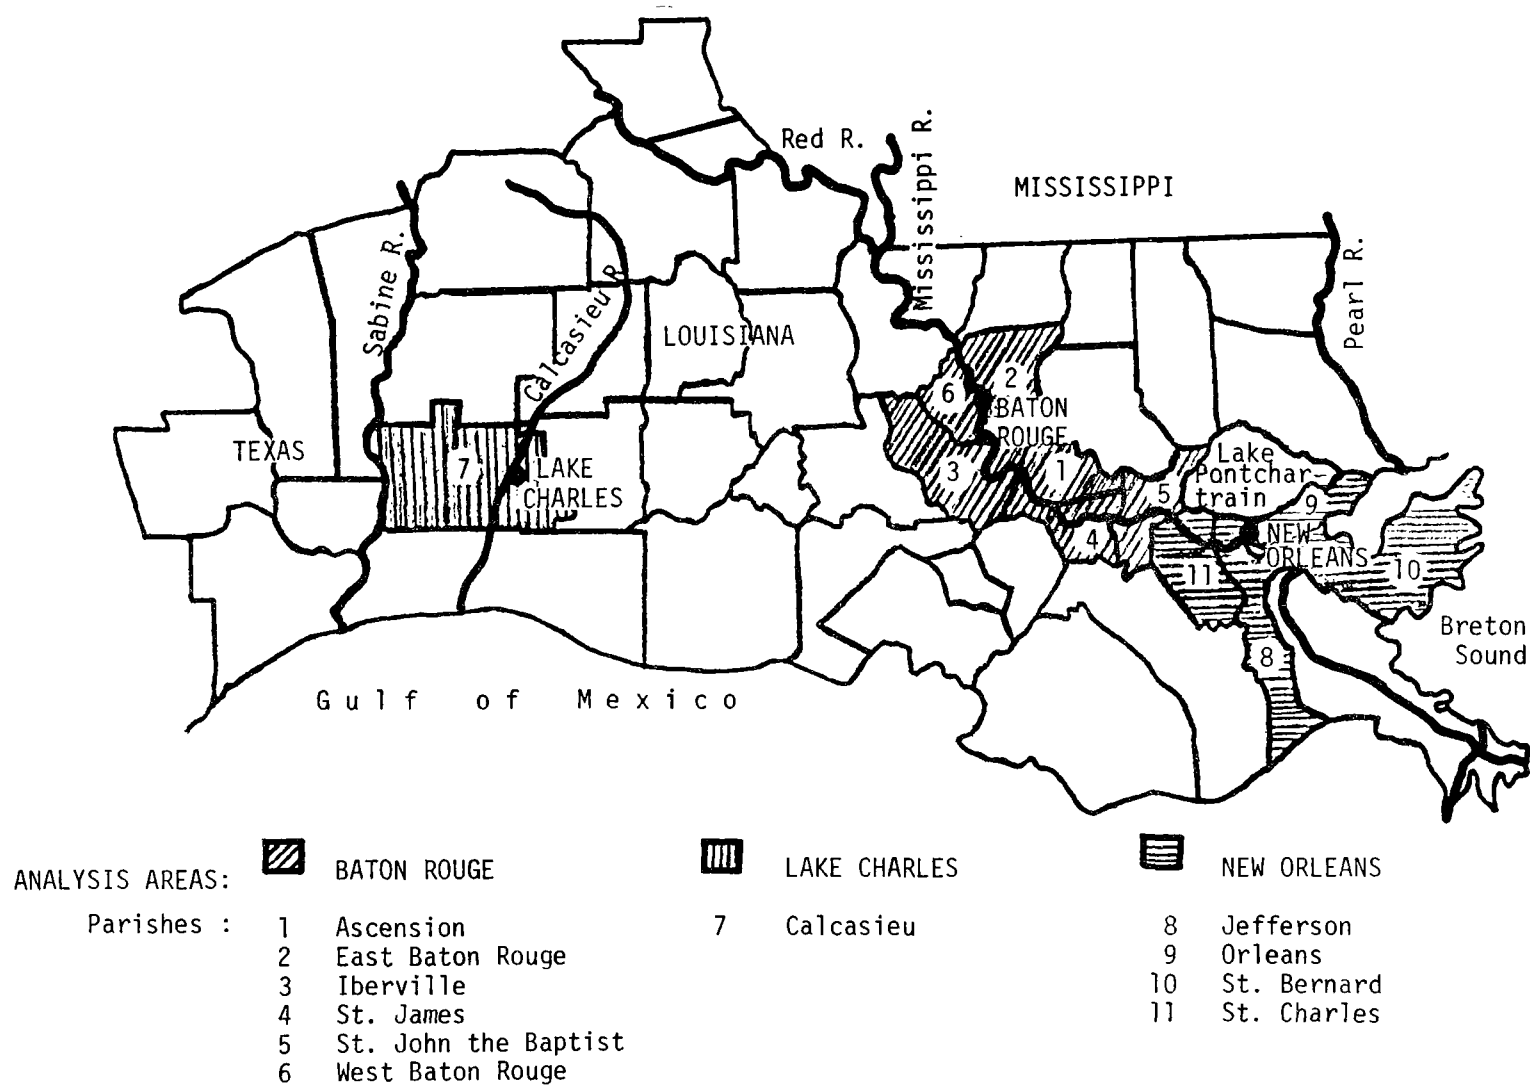 Red R.
Mississippi R.
MISSISSIPPI
Sabine R.
Calcasieu R
Pearl R.
LOUISIANA
2
6
BATON
ROUGE
TEXAS
7
LAKE
CHARLES
3
1
5
Lake
Pontchar-
train
9
4
NEW
ORLEANS
11
10
8
Breton
Sound
Gulf of Mexico
ANALYSIS AREAS:
BATON ROUGE
LAKE CHARLES
NEW ORLEANS
Parishes :
1 Ascension
2 East Baton Rouge
3 Iberville
4 St. James
5 St. John the Baptist
6 West Baton Rouge
7 Calcasieu
8 Jefferson
9 Orleans
10 St. Bernard
11 St. Charles